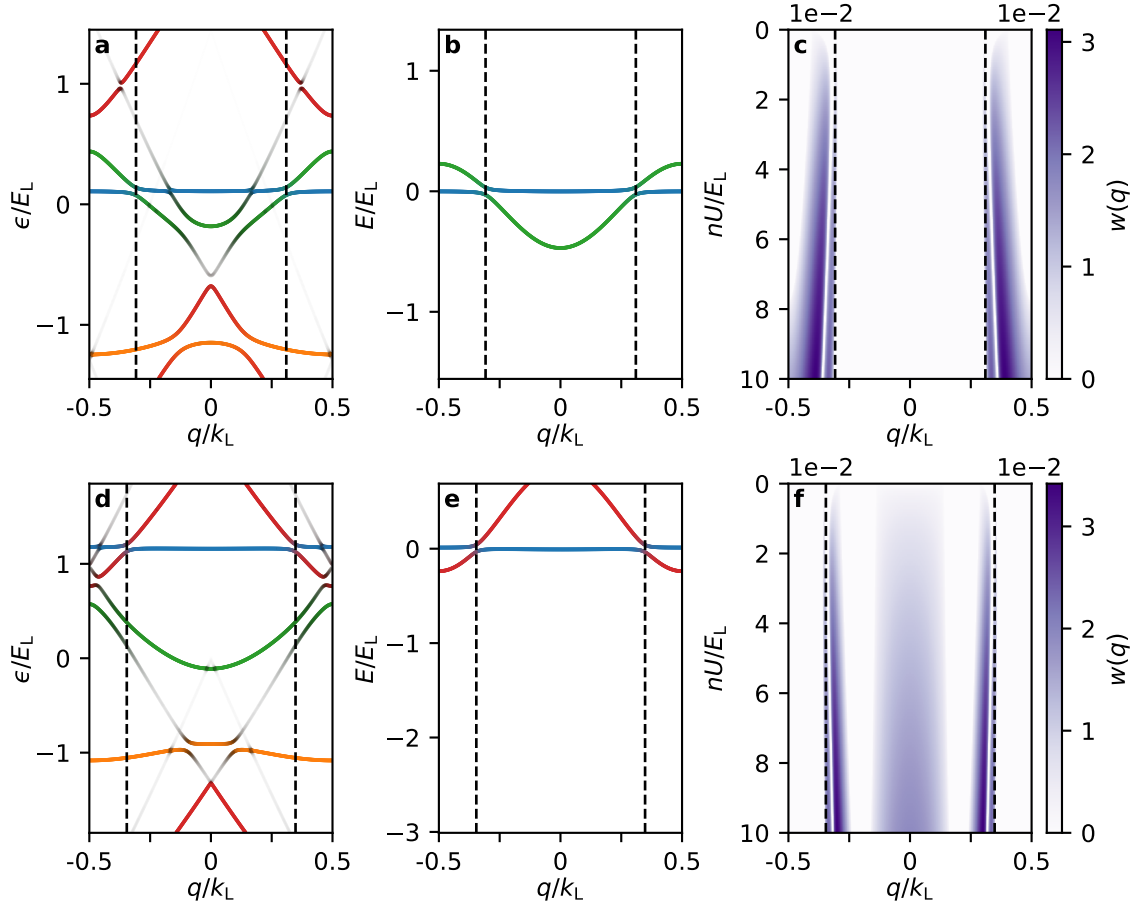 1e−2 1e−2
a b c
1 1 0 3
0 0 2 2
−1 −1 4 1
6 0
8
10
ϵ/E_L E/E_L nU/E_L w(q)
-0.5 0 0.5 -0.5 0 0.5 -0.5 0 0.5
q/k_L q/k_L q/k_L
1e−2 1e−2
d e f
1 0 0 3
0 −1 2 2
−1 −2 4 1
−3 6 0
8
10
ϵ/E_L E/E_L nU/E_L w(q)
-0.5 0 0.5 -0.5 0 0.5 -0.5 0 0.5
q/k_L q/k_L q/k_L